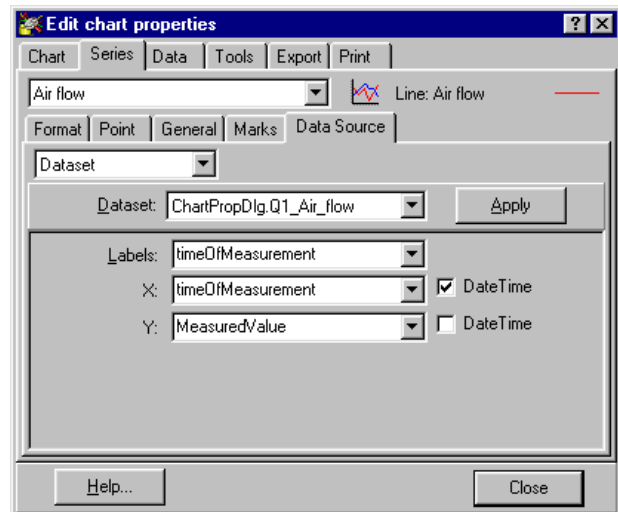 Edit chart properties
Chart Series Data Tools Export Print
Air flow Line: Air flow
Format Point General Marks Data Source
Dataset
Dataset: ChartPropDlg.Q1_Air_flow Apply
Labels: timeOfMeasurement
X: timeOfMeasurement DateTime
Y: MeasuredValue DateTime
Help... Close